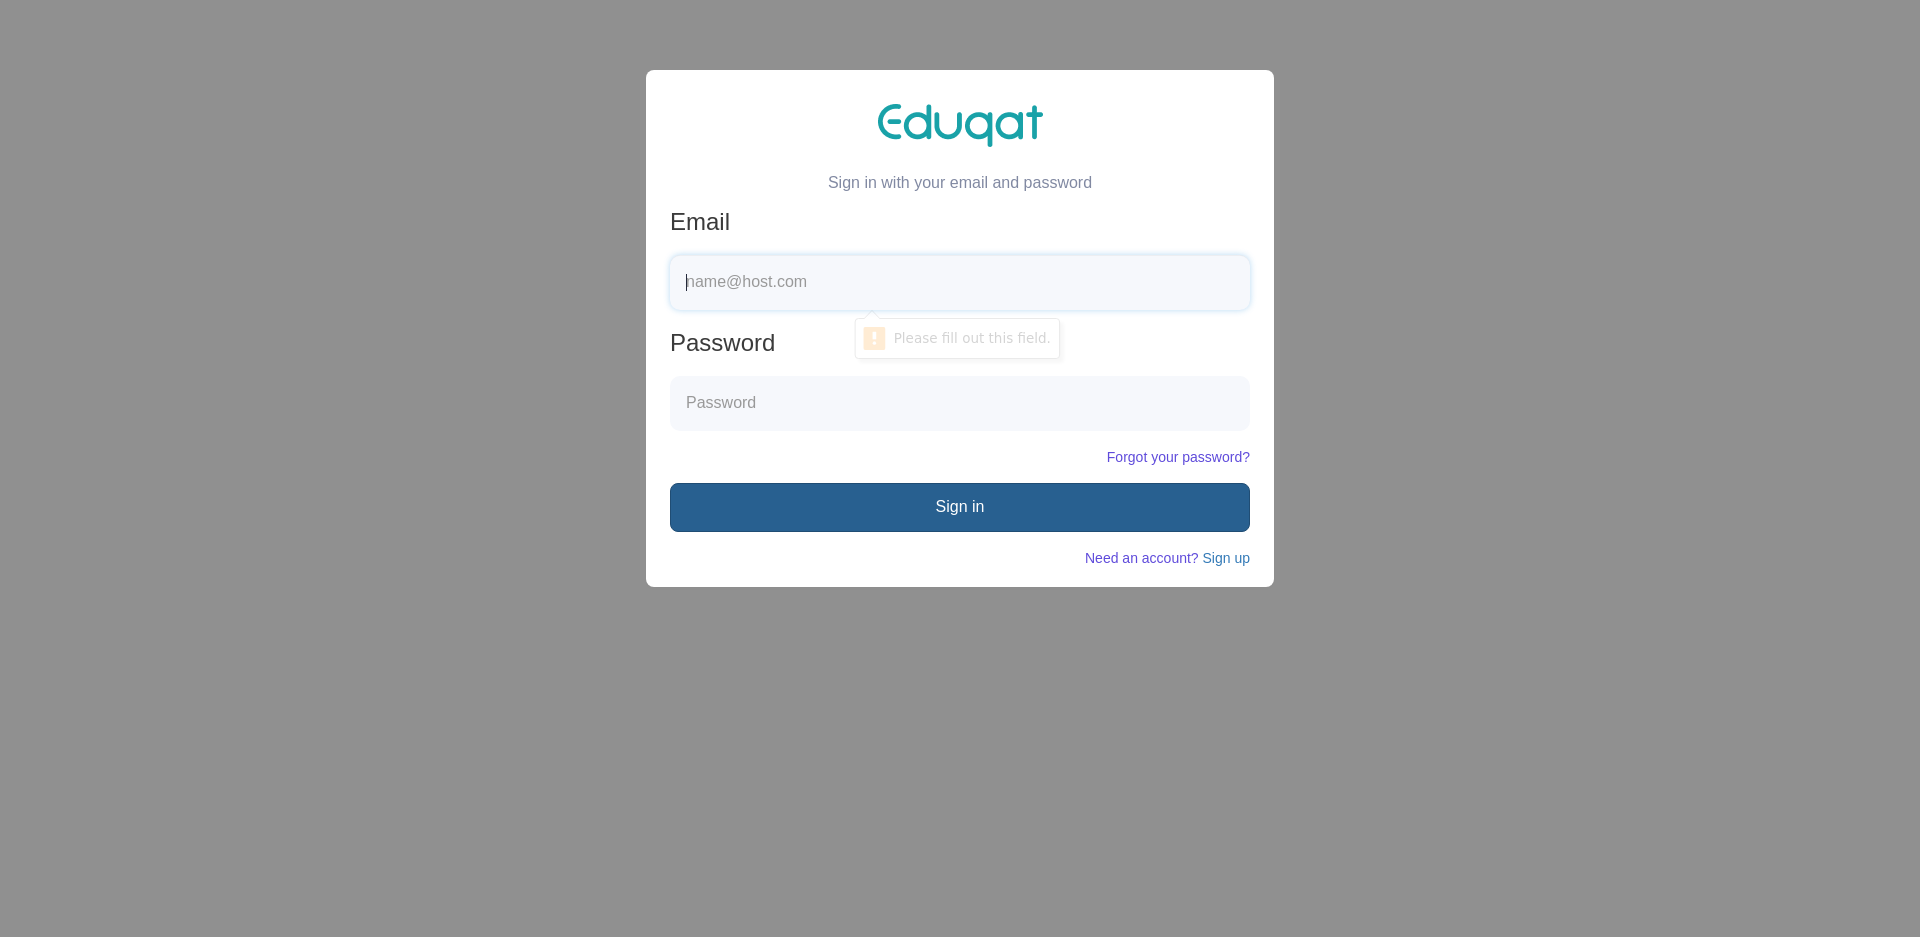 Eduqat
Sign in with your email and password
Email
name@host.com
Please fill out this field.
Password
Password
Forgot your password?
Sign in
Need an account? Sign up